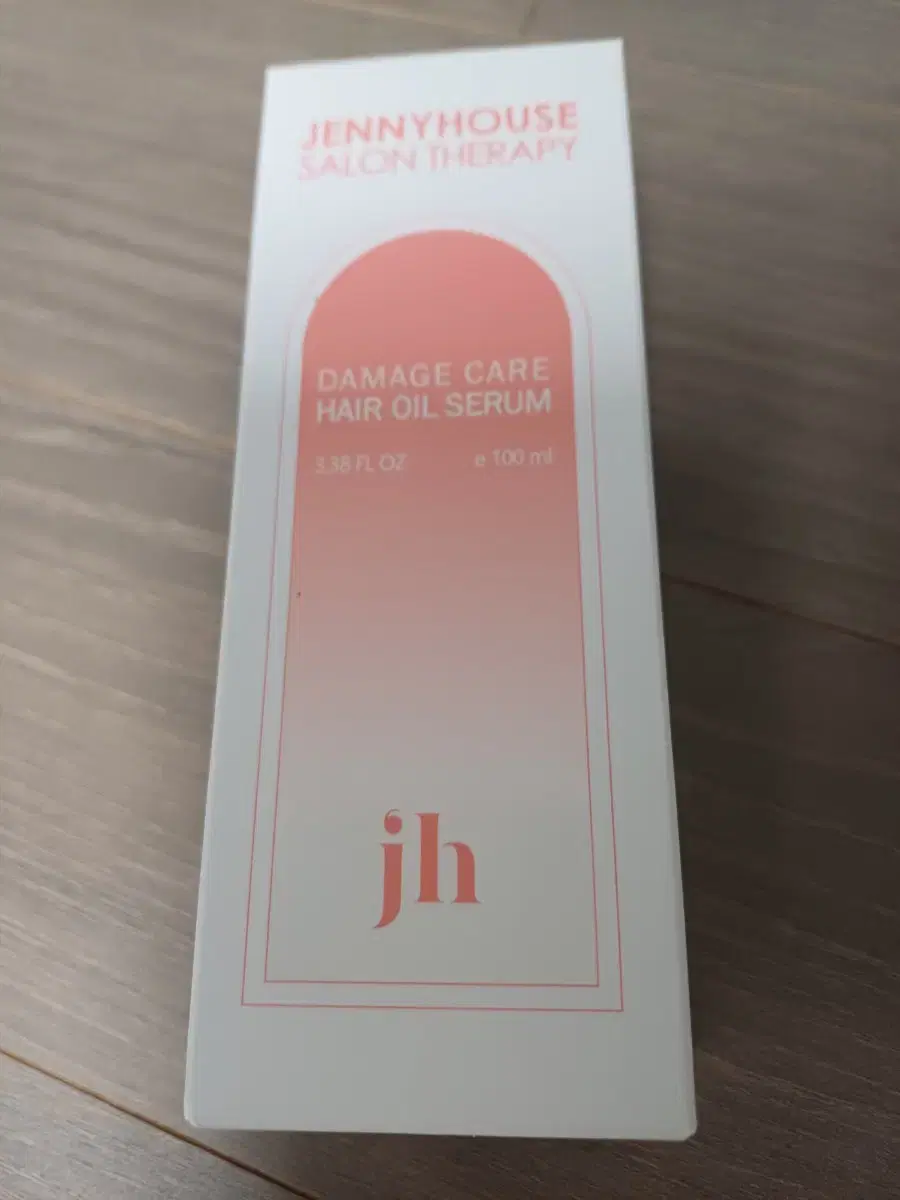 JENNYHOUSE
SALON THERAPY
DAMAGE CARE
HAIR OIL SERUM
3.38 FL OZ e 100 ml
jh